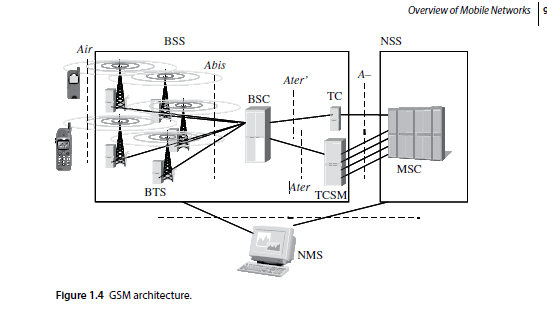 Overview of Mobile Networks
BSS
NSS
Air
Abis
Ater'
A–
BSC
TC
MSC
BTS
Ater
TCSM
NMS
Figure 1.4 GSM architecture.